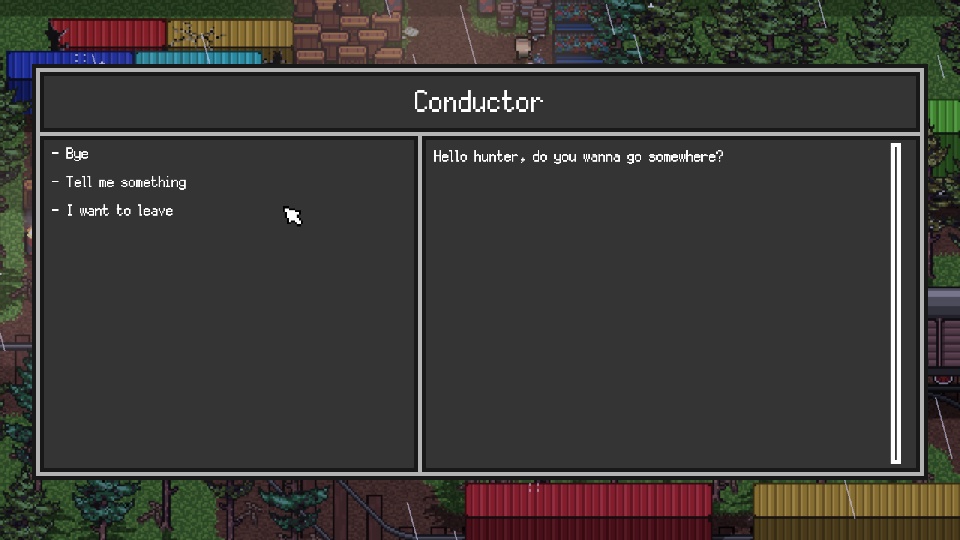 Conductor
- Bye
- Tell me something
- I want to leave
Hello hunter, do you wanna go somewhere?